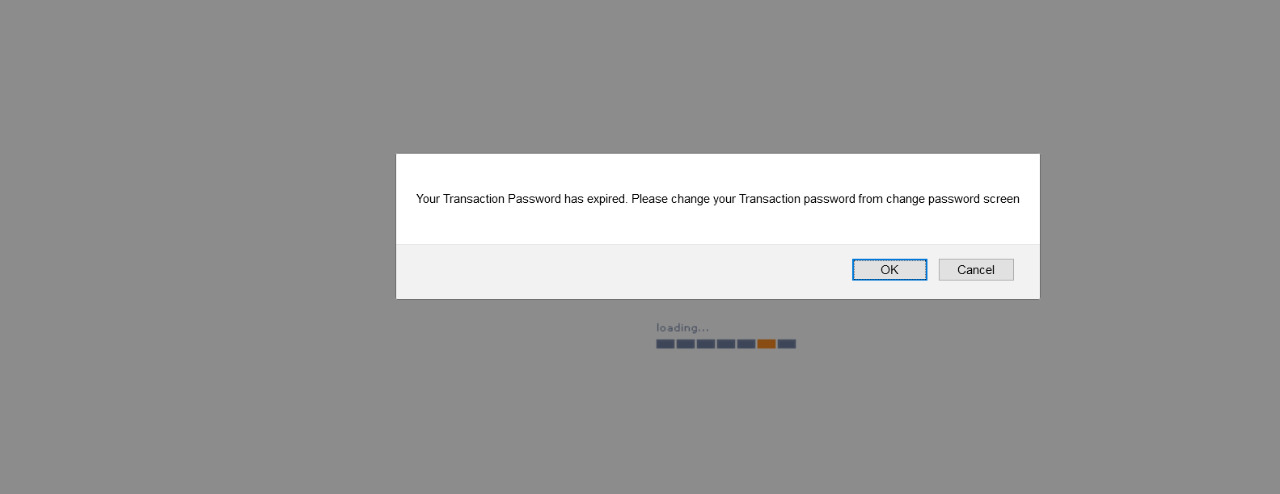 Your Transaction Password has expired. Please change your Transaction password from change password screen
OK
Cancel
loading...